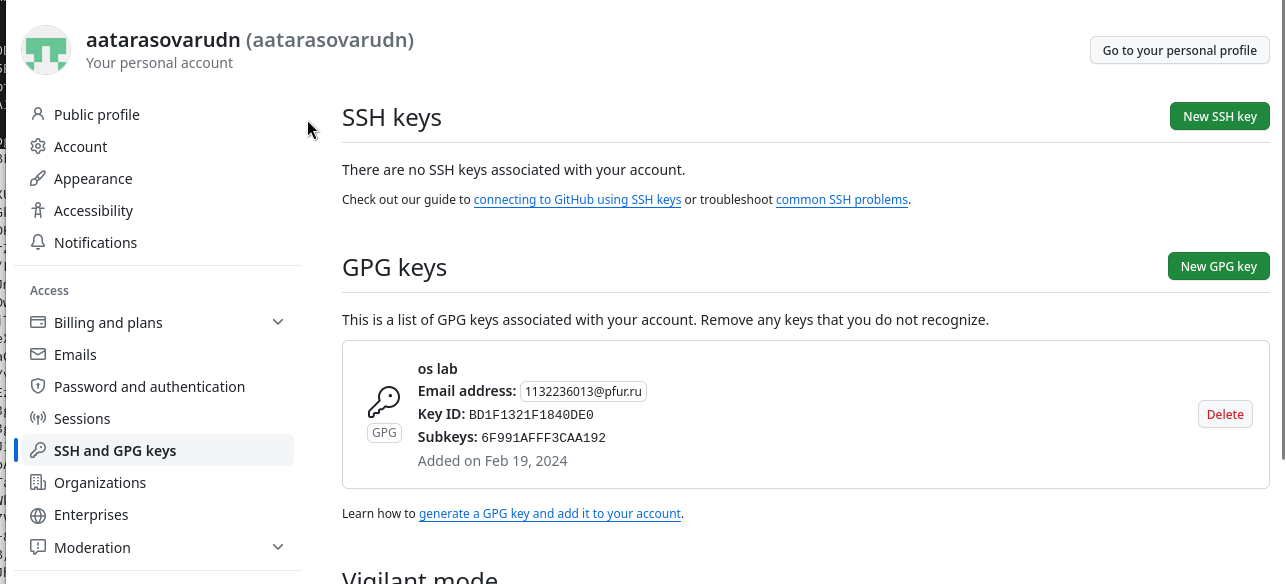 aatarasovarudn (aatarasovarudn)
Your personal account
Go to your personal profile
Public profile
Account
Appearance
Accessibility
Notifications
Access
Billing and plans
Emails
Password and authentication
Sessions
SSH and GPG keys
Organizations
Enterprises
Moderation
SSH keys
New SSH key
There are no SSH keys associated with your account.
Check out our guide to connecting to GitHub using SSH keys or troubleshoot common SSH problems.
GPG keys
New GPG key
This is a list of GPG keys associated with your account. Remove any keys that you do not recognize.
os lab
Email address: 1132236013@pfur.ru
Key ID: BD1F1321F1840DE0
Subkeys: 6F991AFFF3CAA192
Added on Feb 19, 2024
GPG
Delete
Learn how to generate a GPG key and add it to your account.
Vigilant mode